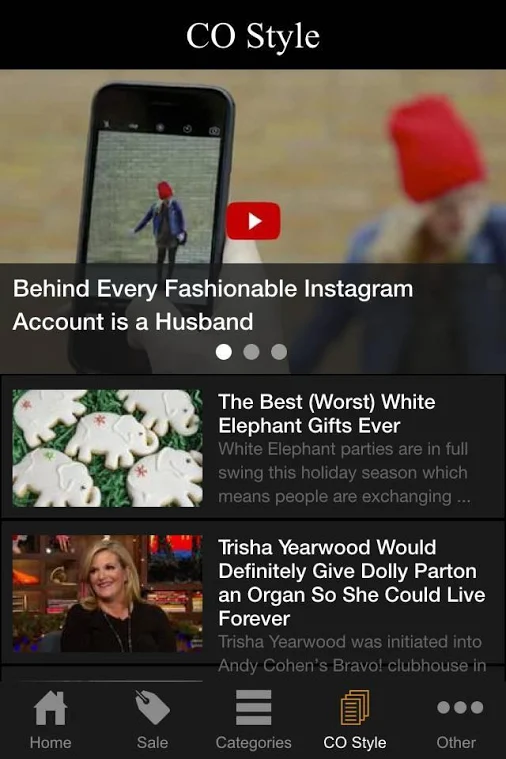 CO Style
Behind Every Fashionable Instagram
Account is a Husband
The Best (Worst) White
Elephant Gifts Ever
White Elephant parties are in full
swing this holiday season which
means people are exchanging ...
Trisha Yearwood Would
Definitely Give Dolly Parton
an Organ So She Could Live
Forever
Trisha Yearwood was initiated into
Andy Cohen's Bravo! clubhouse in
Home
Sale
Categories
CO Style
Other